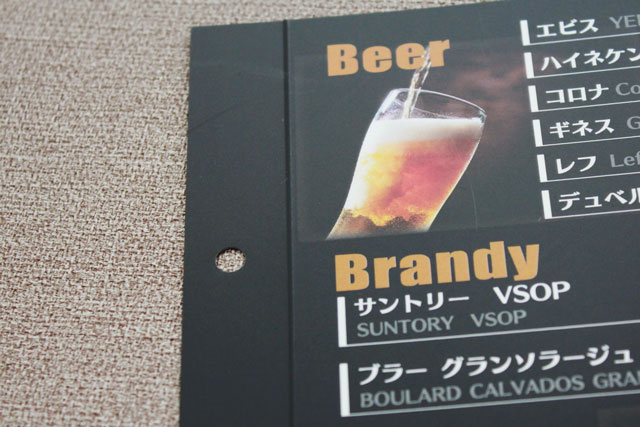 Beer
エビス YE
ハイネケン
コロナ Co
ギネス G
レフ Lef
デュベル
Brandy
サントリー VSOP
SUNTORY VSOP
ブラー グランソラージュ
BOULARD CALVADOS GRA